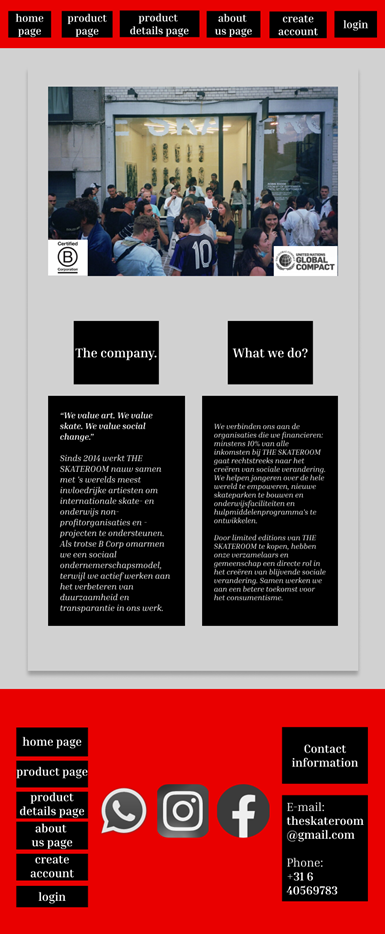 home page
product page
product details page
about us page
create account
login
10
Certified
B
Corporation
UNITED NATIONS
GLOBAL
COMPACT
The company.
What we do?
“We value art. We value
skate. We value social
change.”
Sinds 2014 werkt THE
SKATEROOM nauw samen
met 's werelds meest
invloedrijke artiesten om
internationale skate- en
onderwijs non-
profitorganisaties en -
projecten te ondersteunen.
Als trotse B Corp omarmen
we een sociaal
ondernemerschapsmodel,
terwijl we actief werken aan
het verbeteren van
duurzaamheid en
transparantie in ons werk.
We verbinden ons aan de
organisaties die we financieren;
minstens 10% van alle
inkomsten bij THE SKATEROOM
gaat rechtstreeks naar het
creëren van sociale verandering.
We helpen jongeren over de hele
wereld te empoweren, nieuwe
skateparken te bouwen en
onderwijsfaciliteiten en
hulpmiddelenprogramma's te
ontwikkelen.
Door limited editions van THE
SKATEROOM te kopen, hebben
onze verzamelaars en
gemeenschap een directe rol in
het creëren van blijvende sociale
verandering. Samen werken we
aan een betere toekomst voor
het consumentisme.
home page
product page
product
details page
about
us page
create
account
login
Contact
information
E-mail:
theskateroom
@gmail.com
Phone:
+31 6
40569783